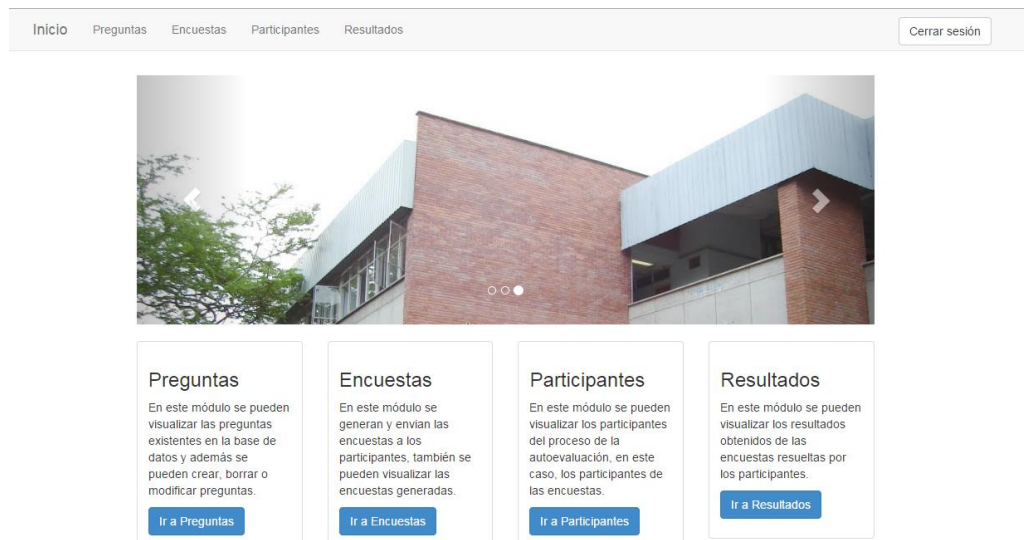 Inicio Preguntas Encuestas Participantes Resultados Cerrar sesión
Preguntas
En este módulo se pueden
visualizar las preguntas
existentes en la base de
datos y además se
pueden crear, borrar o
modificar preguntas.
Ir a Preguntas
Encuestas
En este módulo se
generan y envian las
encuestas a los
participantes, también se
pueden visualizar las
encuestas generadas.
Ir a Encuestas
Participantes
En este módulo se pueden
visualizar los participantes
del proceso de la
autoevaluación, en este
caso, los participantes de
las encuestas.
Ir a Participantes
Resultados
En este módulo se pueden
visualizar los resultados
obtenidos de las
encuestas resueltas por
los participantes.
Ir a Resultados